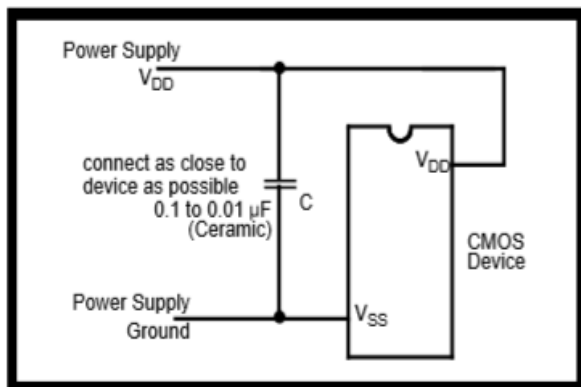 Power Supply
VDD
connect as close to
device as possible
0.1 to 0.01 µF
(Ceramic)
C
VDD
CMOS
Device
Power Supply
Ground
VSS